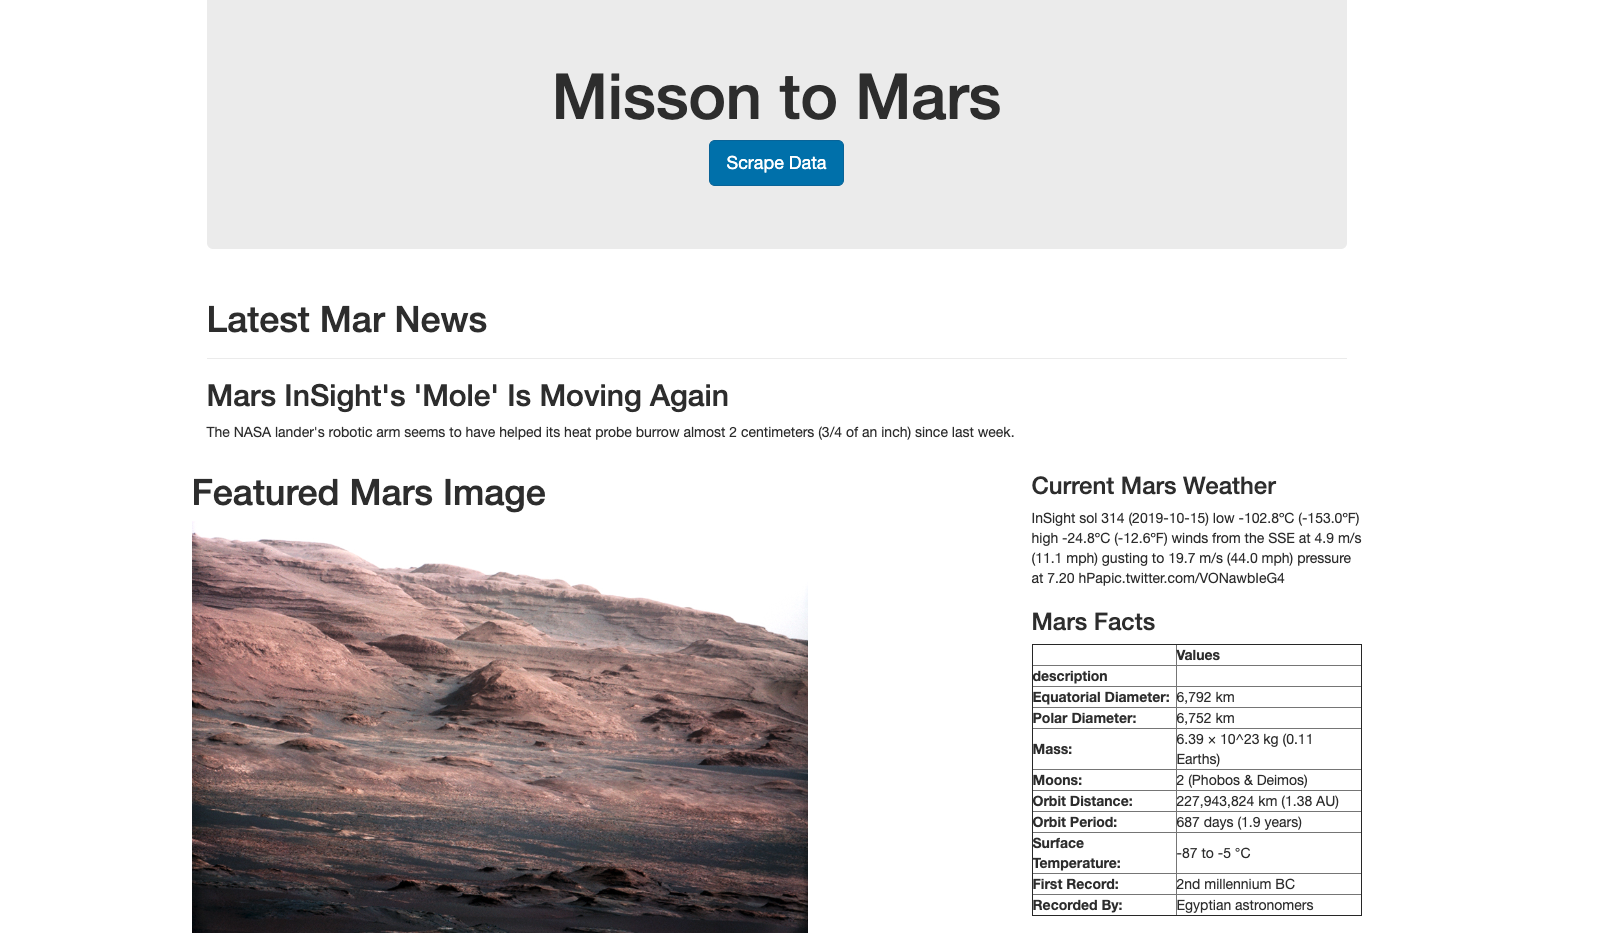 Misson to Mars
Scrape Data
Latest Mar News
Mars InSight's 'Mole' Is Moving Again
The NASA lander's robotic arm seems to have helped its heat probe burrow almost 2 centimeters (3/4 of an inch) since last week.
Featured Mars Image
Current Mars Weather
InSight sol 314 (2019-10-15) low -102.8ºC (-153.0ºF)
high -24.8ºC (-12.6ºF) winds from the SSE at 4.9 m/s
(11.1 mph) gusting to 19.7 m/s (44.0 mph) pressure
at 7.20 hPapic.twitter.com/VONawbIeG4
Mars Facts
Values
description
Equatorial Diameter: 6,792 km
Polar Diameter: 6,752 km
Mass: 6.39 × 10^23 kg (0.11
Earths)
Moons: 2 (Phobos & Deimos)
Orbit Distance: 227,943,824 km (1.38 AU)
Orbit Period: 687 days (1.9 years)
Surface
Temperature: -87 to -5 °C
First Record: 2nd millennium BC
Recorded By: Egyptian astronomers